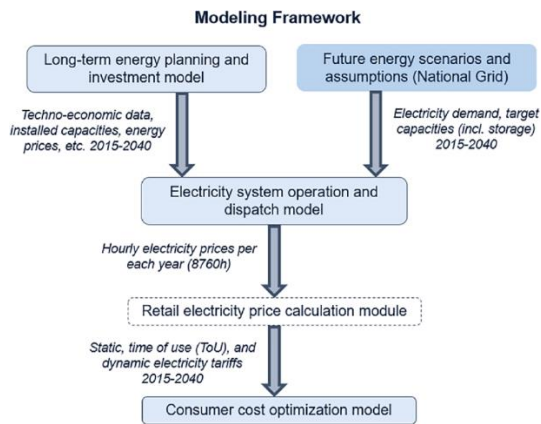 Modeling Framework
Long-term energy planning and
investment model
Future energy scenarios and
assumptions (National Grid)
Techno-economic data,
installed capacities, energy
prices, etc. 2015-2040
Electricity demand, target
capacities (incl. storage)
2015-2040
Electricity system operation and
dispatch model
Hourly electricity prices per
each year (8760h)
Retail electricity price calculation module
Static, time of use (ToU), and
dynamic electricity tariffs
2015-2040
Consumer cost optimization model